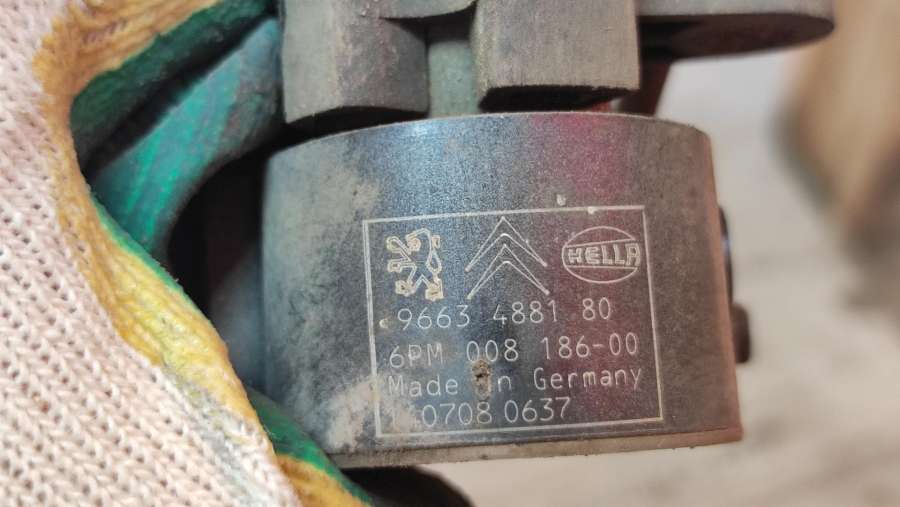 HELLA
9663 4881 80
6PM 008 186-00
Made in Germany
0708 0637